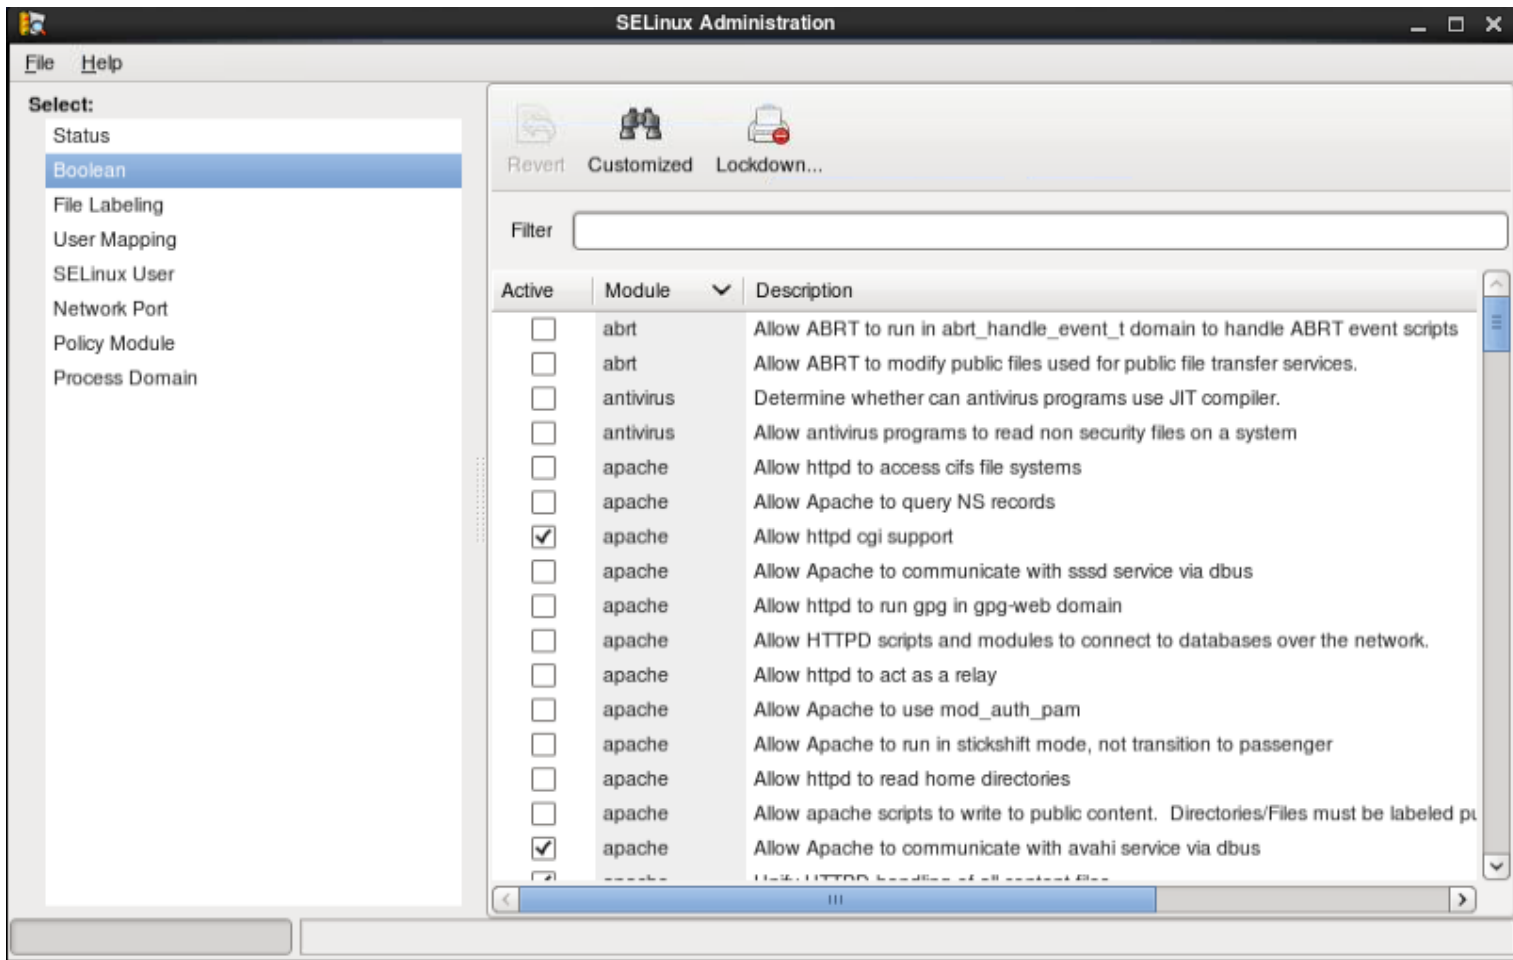 SELinux Administration
File Help
Select:
Status
Boolean
File Labeling
User Mapping
SELinux User
Network Port
Policy Module
Process Domain
Revert Customized Lockdown...
Filter
Active Module Description
abrt Allow ABRT to run in abrt_handle_event_t domain to handle ABRT event scripts
abrt Allow ABRT to modify public files used for public file transfer services.
antivirus Determine whether can antivirus programs use JIT compiler.
antivirus Allow antivirus programs to read non security files on a system
apache Allow httpd to access cifs file systems
apache Allow Apache to query NS records
apache Allow httpd cgi support
apache Allow Apache to communicate with sssd service via dbus
apache Allow httpd to run gpg in gpg-web domain
apache Allow HTTPD scripts and modules to connect to databases over the network.
apache Allow httpd to act as a relay
apache Allow Apache to use mod_auth_pam
apache Allow Apache to run in stickshift mode, not transition to passenger
apache Allow httpd to read home directories
apache Allow apache scripts to write to public content. Directories/Files must be labeled pu
apache Allow Apache to communicate with avahi service via dbus
apache Unify HTTPD handling of all content files